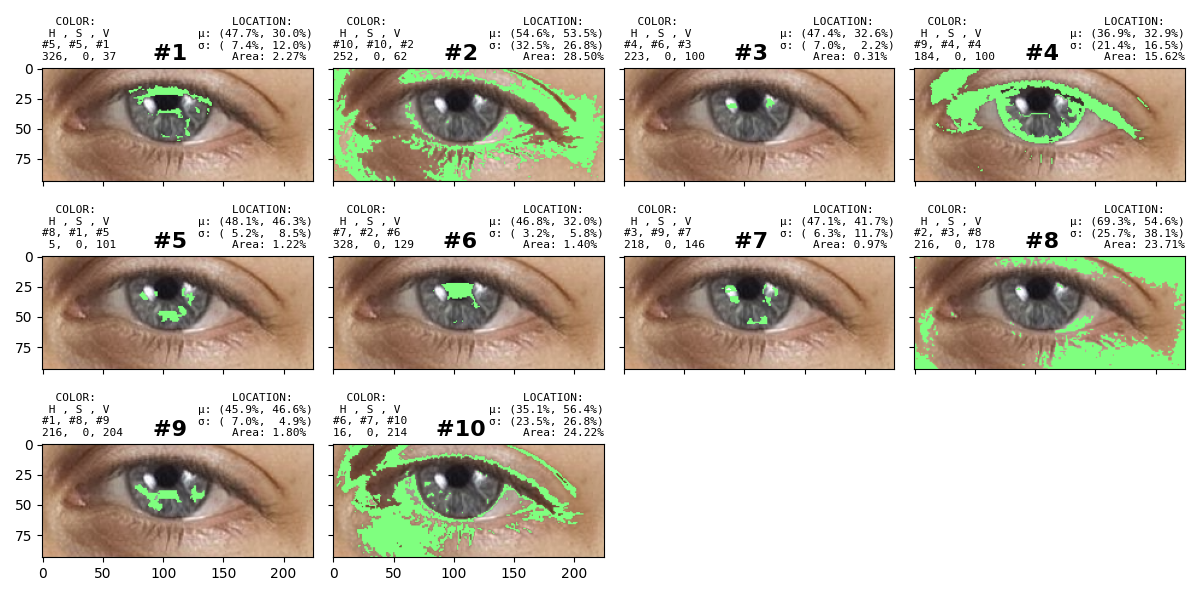 COLOR: LOCATION:
H , S , V μ: (47.7%, 30.0%)
#5, #5, #1 σ: ( 7.4%, 12.0%)
326, 0, 37 #1 Area: 2.27%
COLOR: LOCATION:
H , S , V μ: (54.6%, 53.5%)
#10, #10, #2 σ: (32.5%, 26.8%)
252, 0, 62 #2 Area: 28.50%
COLOR: LOCATION:
H , S , V μ: (47.4%, 32.6%)
#4, #6, #3 σ: ( 7.0%, 2.2%)
223, 0, 100 #3 Area: 0.31%
COLOR: LOCATION:
H , S , V μ: (36.9%, 32.9%)
#9, #4, #4 σ: (21.4%, 16.5%)
184, 0, 100 #4 Area: 15.62%
0
25
50
75
COLOR: LOCATION:
H , S , V μ: (48.1%, 46.3%)
#8, #1, #5 σ: ( 5.2%, 8.5%)
5, 0, 101 #5 Area: 1.22%
COLOR: LOCATION:
H , S , V μ: (46.8%, 32.0%)
#7, #2, #6 σ: ( 3.2%, 5.8%)
328, 0, 129 #6 Area: 1.40%
COLOR: LOCATION:
H , S , V μ: (47.1%, 41.7%)
#3, #9, #7 σ: ( 6.3%, 11.7%)
218, 0, 146 #7 Area: 0.97%
COLOR: LOCATION:
H , S , V μ: (69.3%, 54.6%)
#2, #3, #8 σ: (25.7%, 38.1%)
216, 0, 178 #8 Area: 23.71%
0
25
50
75
COLOR: LOCATION:
H , S , V μ: (45.9%, 46.6%)
#1, #8, #9 σ: ( 7.0%, 4.9%)
216, 0, 204 #9 Area: 1.80%
COLOR: LOCATION:
H , S , V μ: (35.1%, 56.4%)
#6, #7, #10 σ: (23.5%, 26.8%)
16, 0, 214 #10 Area: 24.22%
0
25
50
75
0 50 100 150 200
0 50 100 150 200